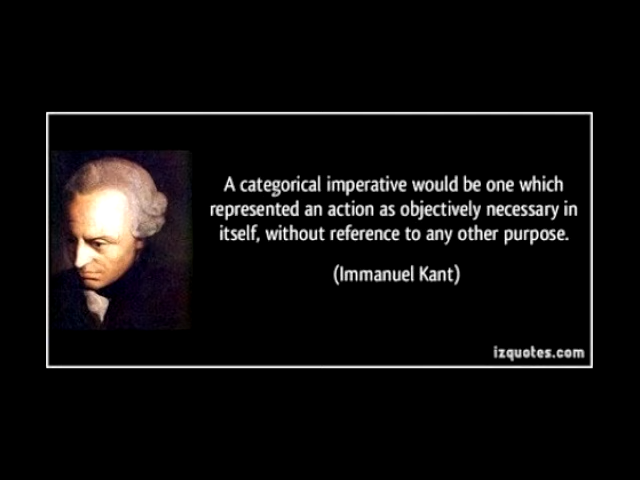 A categorical imperative would be one which
represented an action as objectively necessary in
itself, without reference to any other purpose.
(Immanuel Kant)
izquotes.com